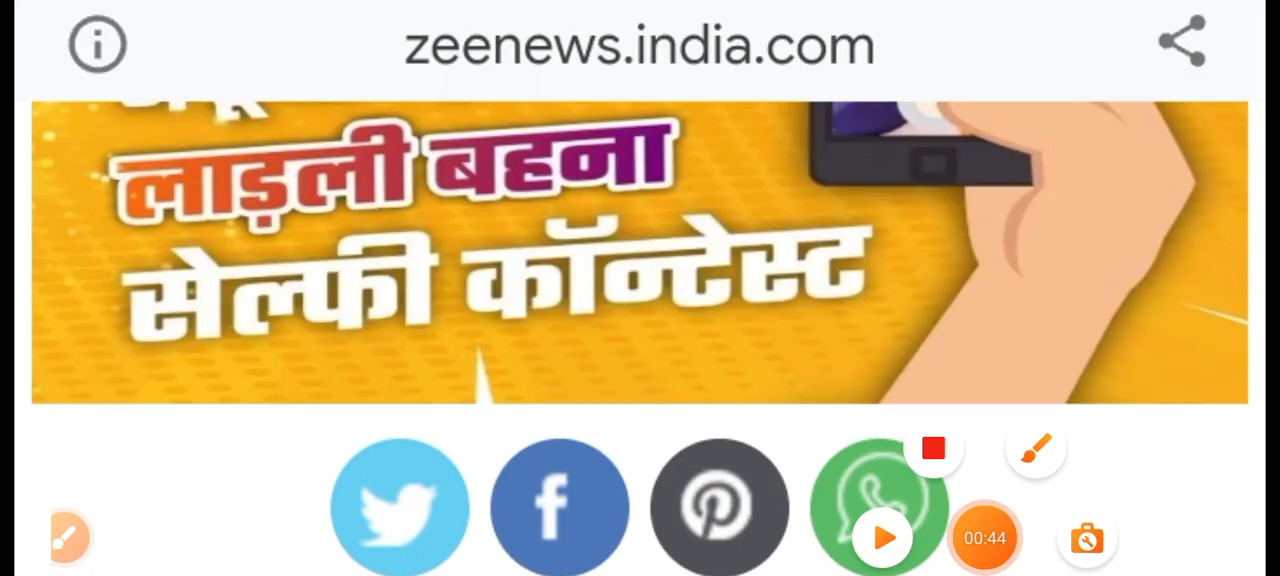 zeenews.india.com
लाड़ली बहना
सेल्फी कॉन्टेस्ट
00:44